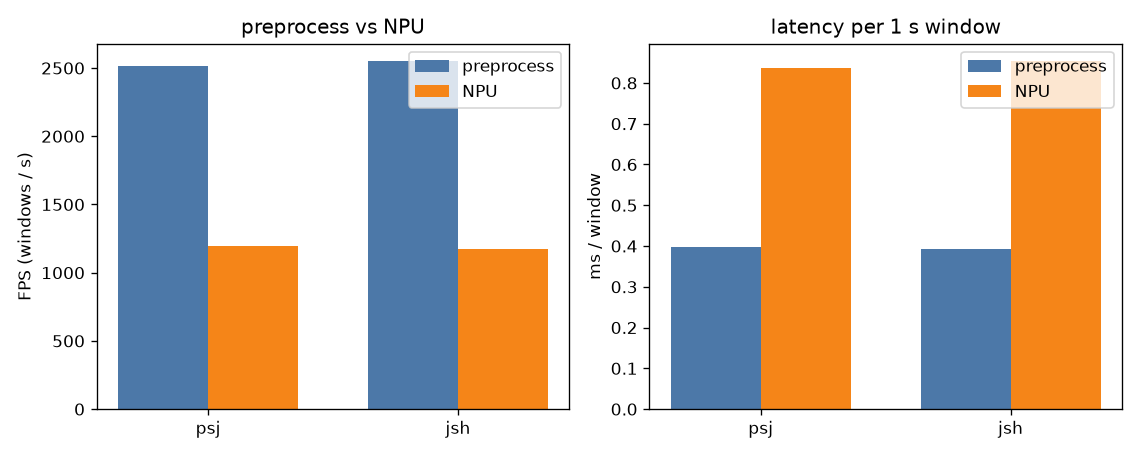 preprocess vs NPU
FPS (windows / s)
2500
2000
1500
1000
500
0
preprocess
NPU
psj
jsh
latency per 1 s window
ms / window
0.8
0.7
0.6
0.5
0.4
0.3
0.2
0.1
0.0
preprocess
NPU
psj
jsh